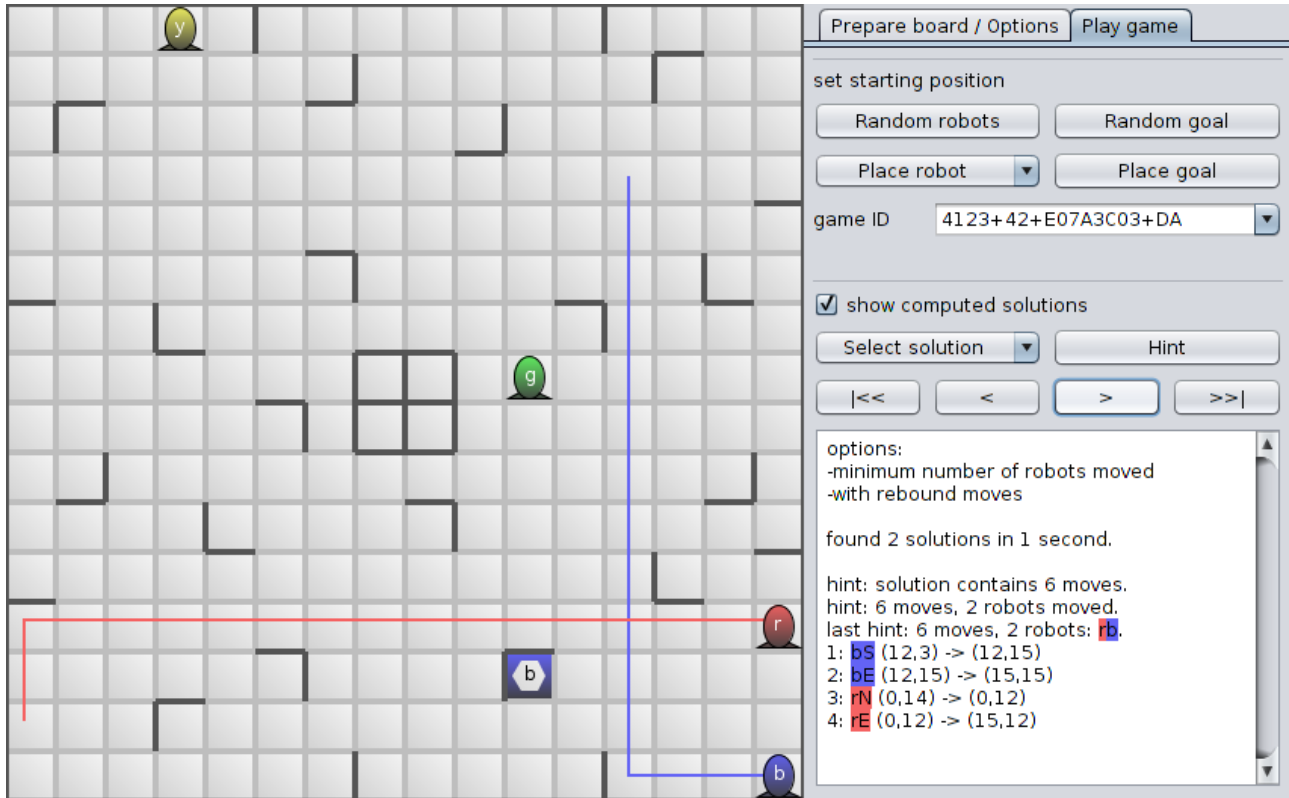 y
g
r
b
b
Prepare board / Options
Play game
set starting position
Random robots
Random goal
Place robot
Place goal
game ID
4123+42+E07A3C03+DA
show computed solutions
Select solution
Hint
|<<
<
>
>>|
options:
-minimum number of robots moved
-with rebound moves
found 2 solutions in 1 second.
hint: solution contains 6 moves.
hint: 6 moves, 2 robots moved.
last hint: 6 moves, 2 robots: rb.
1: bS (12,3) -> (12,15)
2: bE (12,15) -> (15,15)
3: rN (0,14) -> (0,12)
4: rE (0,12) -> (15,12)